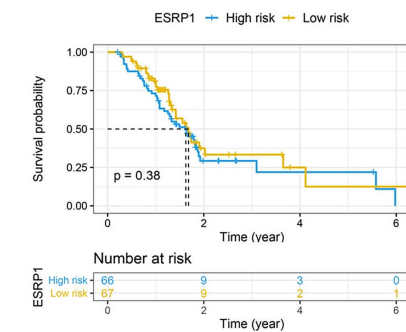 ESRP1 High risk Low risk
1.00
0.75
0.50
0.25
0.00
Survival probability
p = 0.38
0 2 4 6
Time (year)
Number at risk
ESRP1
High risk 66 9 3 0
Low risk 67 9 2 1
0 2 4 6
Time (year)